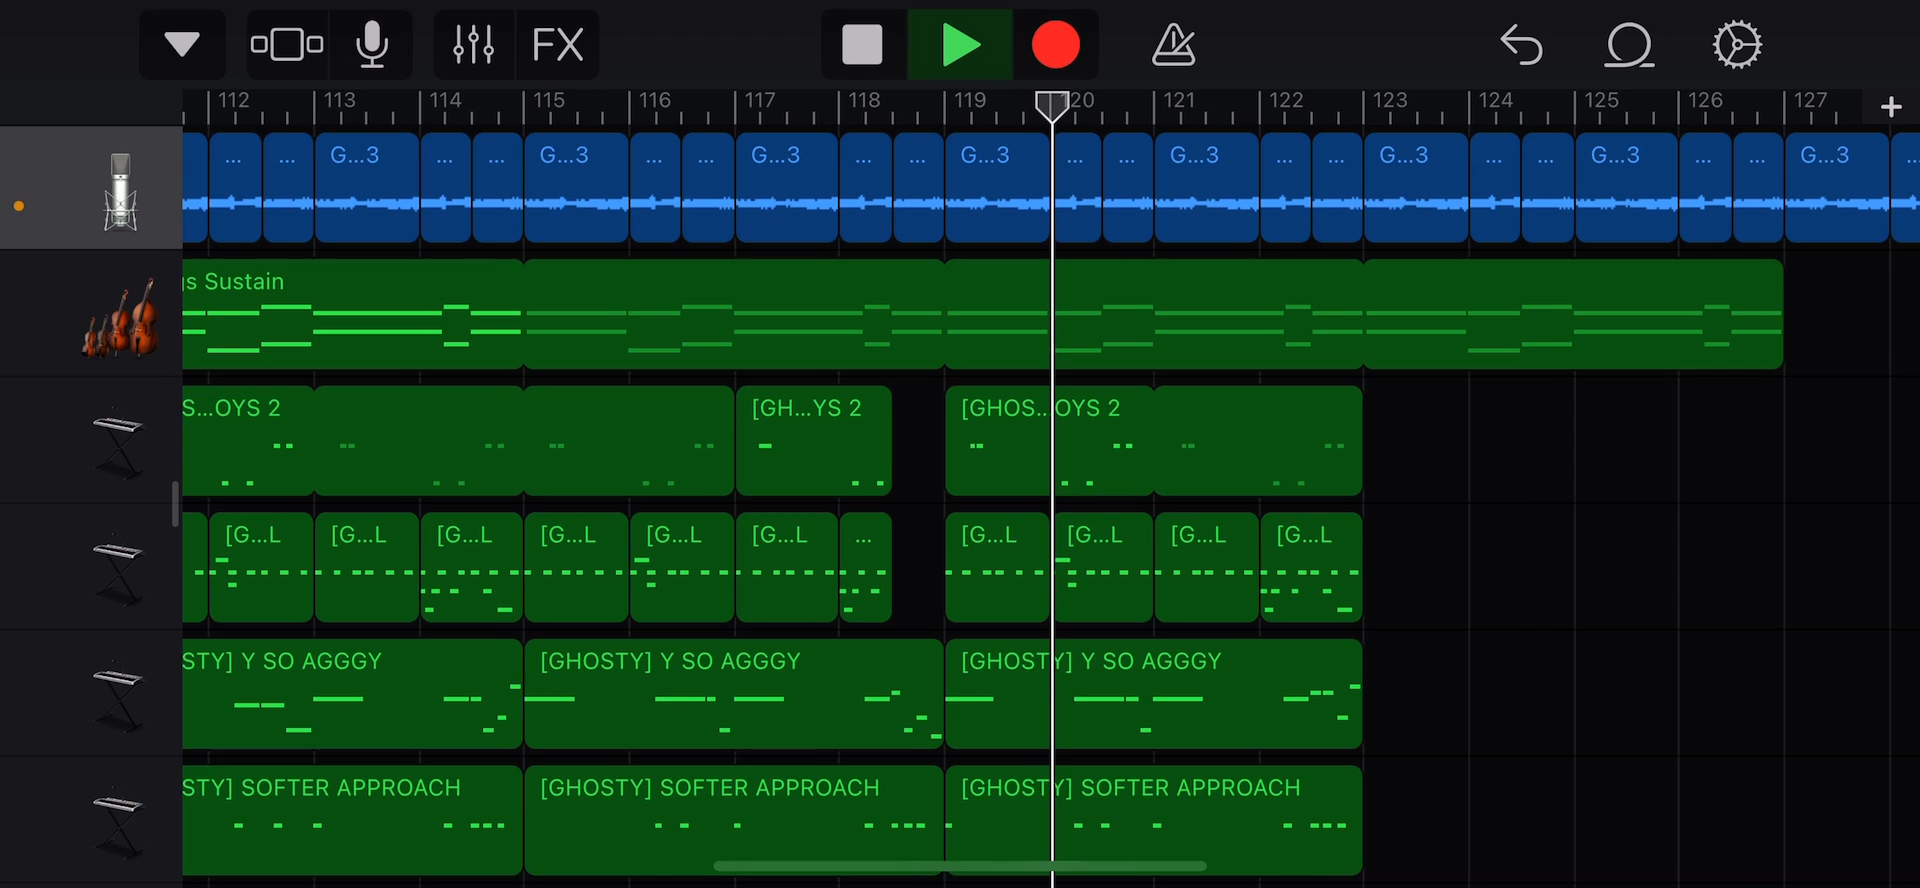 FX
112 113 114 115 116 117 118 119 20 121 122 123 124 125 126 127
... ... G...3 ... ... G...3 ... ... G...3 ... ... G...3 ... ... G...3 ... ... G...3 ... ... G...3 ... ... G...3 ...
s Sustain
S...OYS 2 [GH...YS 2 [GHOS...OYS 2
[G...L [G...L [G...L [G...L [G...L [G...L ... [G...L [G...L [G...L [G...L
STY] Y SO AGGGY [GHOSTY] Y SO AGGGY [GHOSTY] Y SO AGGGY
STY] SOFTER APPROACH [GHOSTY] SOFTER APPROACH [GHOSTY] SOFTER APPROACH